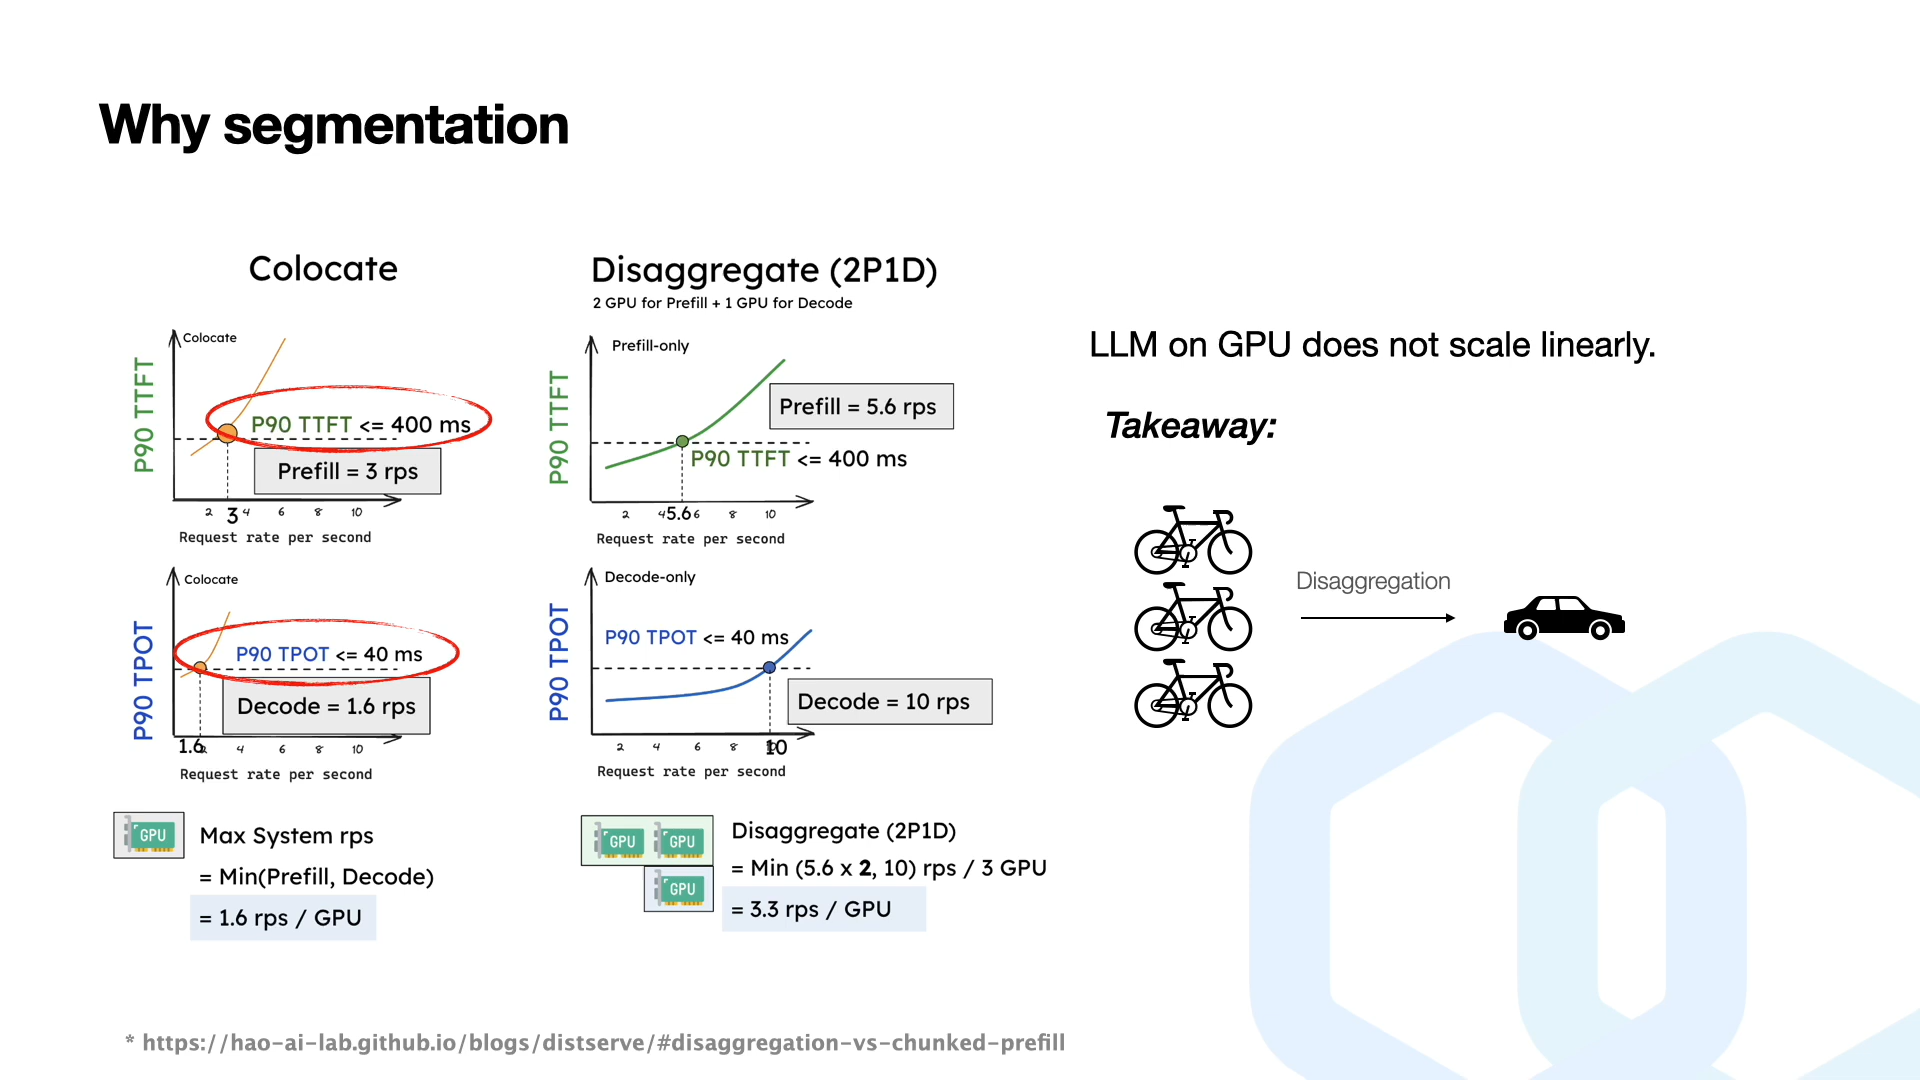 Why segmentation
Colocate
Colocate
P90 TTFT
P90 TTFT <= 400 ms
Prefill = 3 rps
2 3 4 6 8 10
Request rate per second
Colocate
P90 TPOT
P90 TPOT <= 40 ms
Decode = 1.6 rps
1.6 2 4 6 8 10
Request rate per second
GPU
Max System rps
= Min(Prefill, Decode)
= 1.6 rps / GPU
Disaggregate (2P1D)
2 GPU for Prefill + 1 GPU for Decode
Prefill-only
P90 TTFT
Prefill = 5.6 rps
P90 TTFT <= 400 ms
2 4 5.6 6 8 10
Request rate per second
Decode-only
P90 TPOT
P90 TPOT <= 40 ms
Decode = 10 rps
2 4 6 8 10
Request rate per second
GPU GPU
GPU
Disaggregate (2P1D)
= Min (5.6 x 2, 10) rps / 3 GPU
= 3.3 rps / GPU
LLM on GPU does not scale linearly.
Takeaway:
Disaggregation
* https://hao-ai-lab.github.io/blogs/distserve/#disaggregation-vs-chunked-prefill